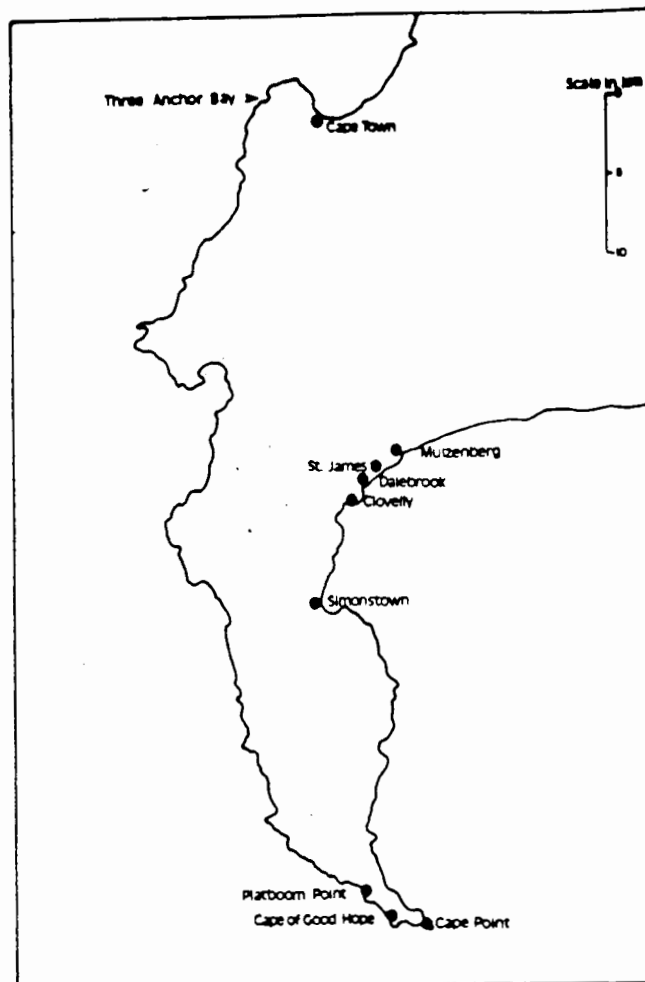 Scale in km
0
Three Anchor Bay
Cape Town
5
10
Muizenberg
St. James
Dalebrook
Clovelly
Simonstown
Platboom Point
Cape of Good Hope
Cape Point